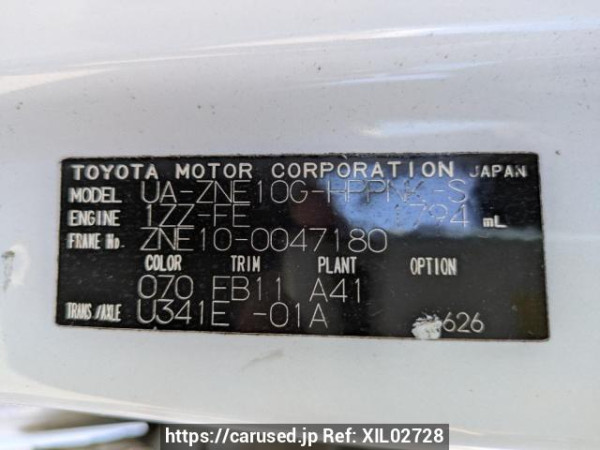 TOYOTA MOTOR CORPORATION JAPAN
MODEL UA-ZNE10G-HPPNK-S
ENGINE 1ZZ-FE 1794 mL
FRAME No. ZNE10-0047180
COLOR TRIM PLANT OPTION
070 FB11 A41
TRANS/AXLE U341E -01A 626
https://carused.jp Ref: XIL02728